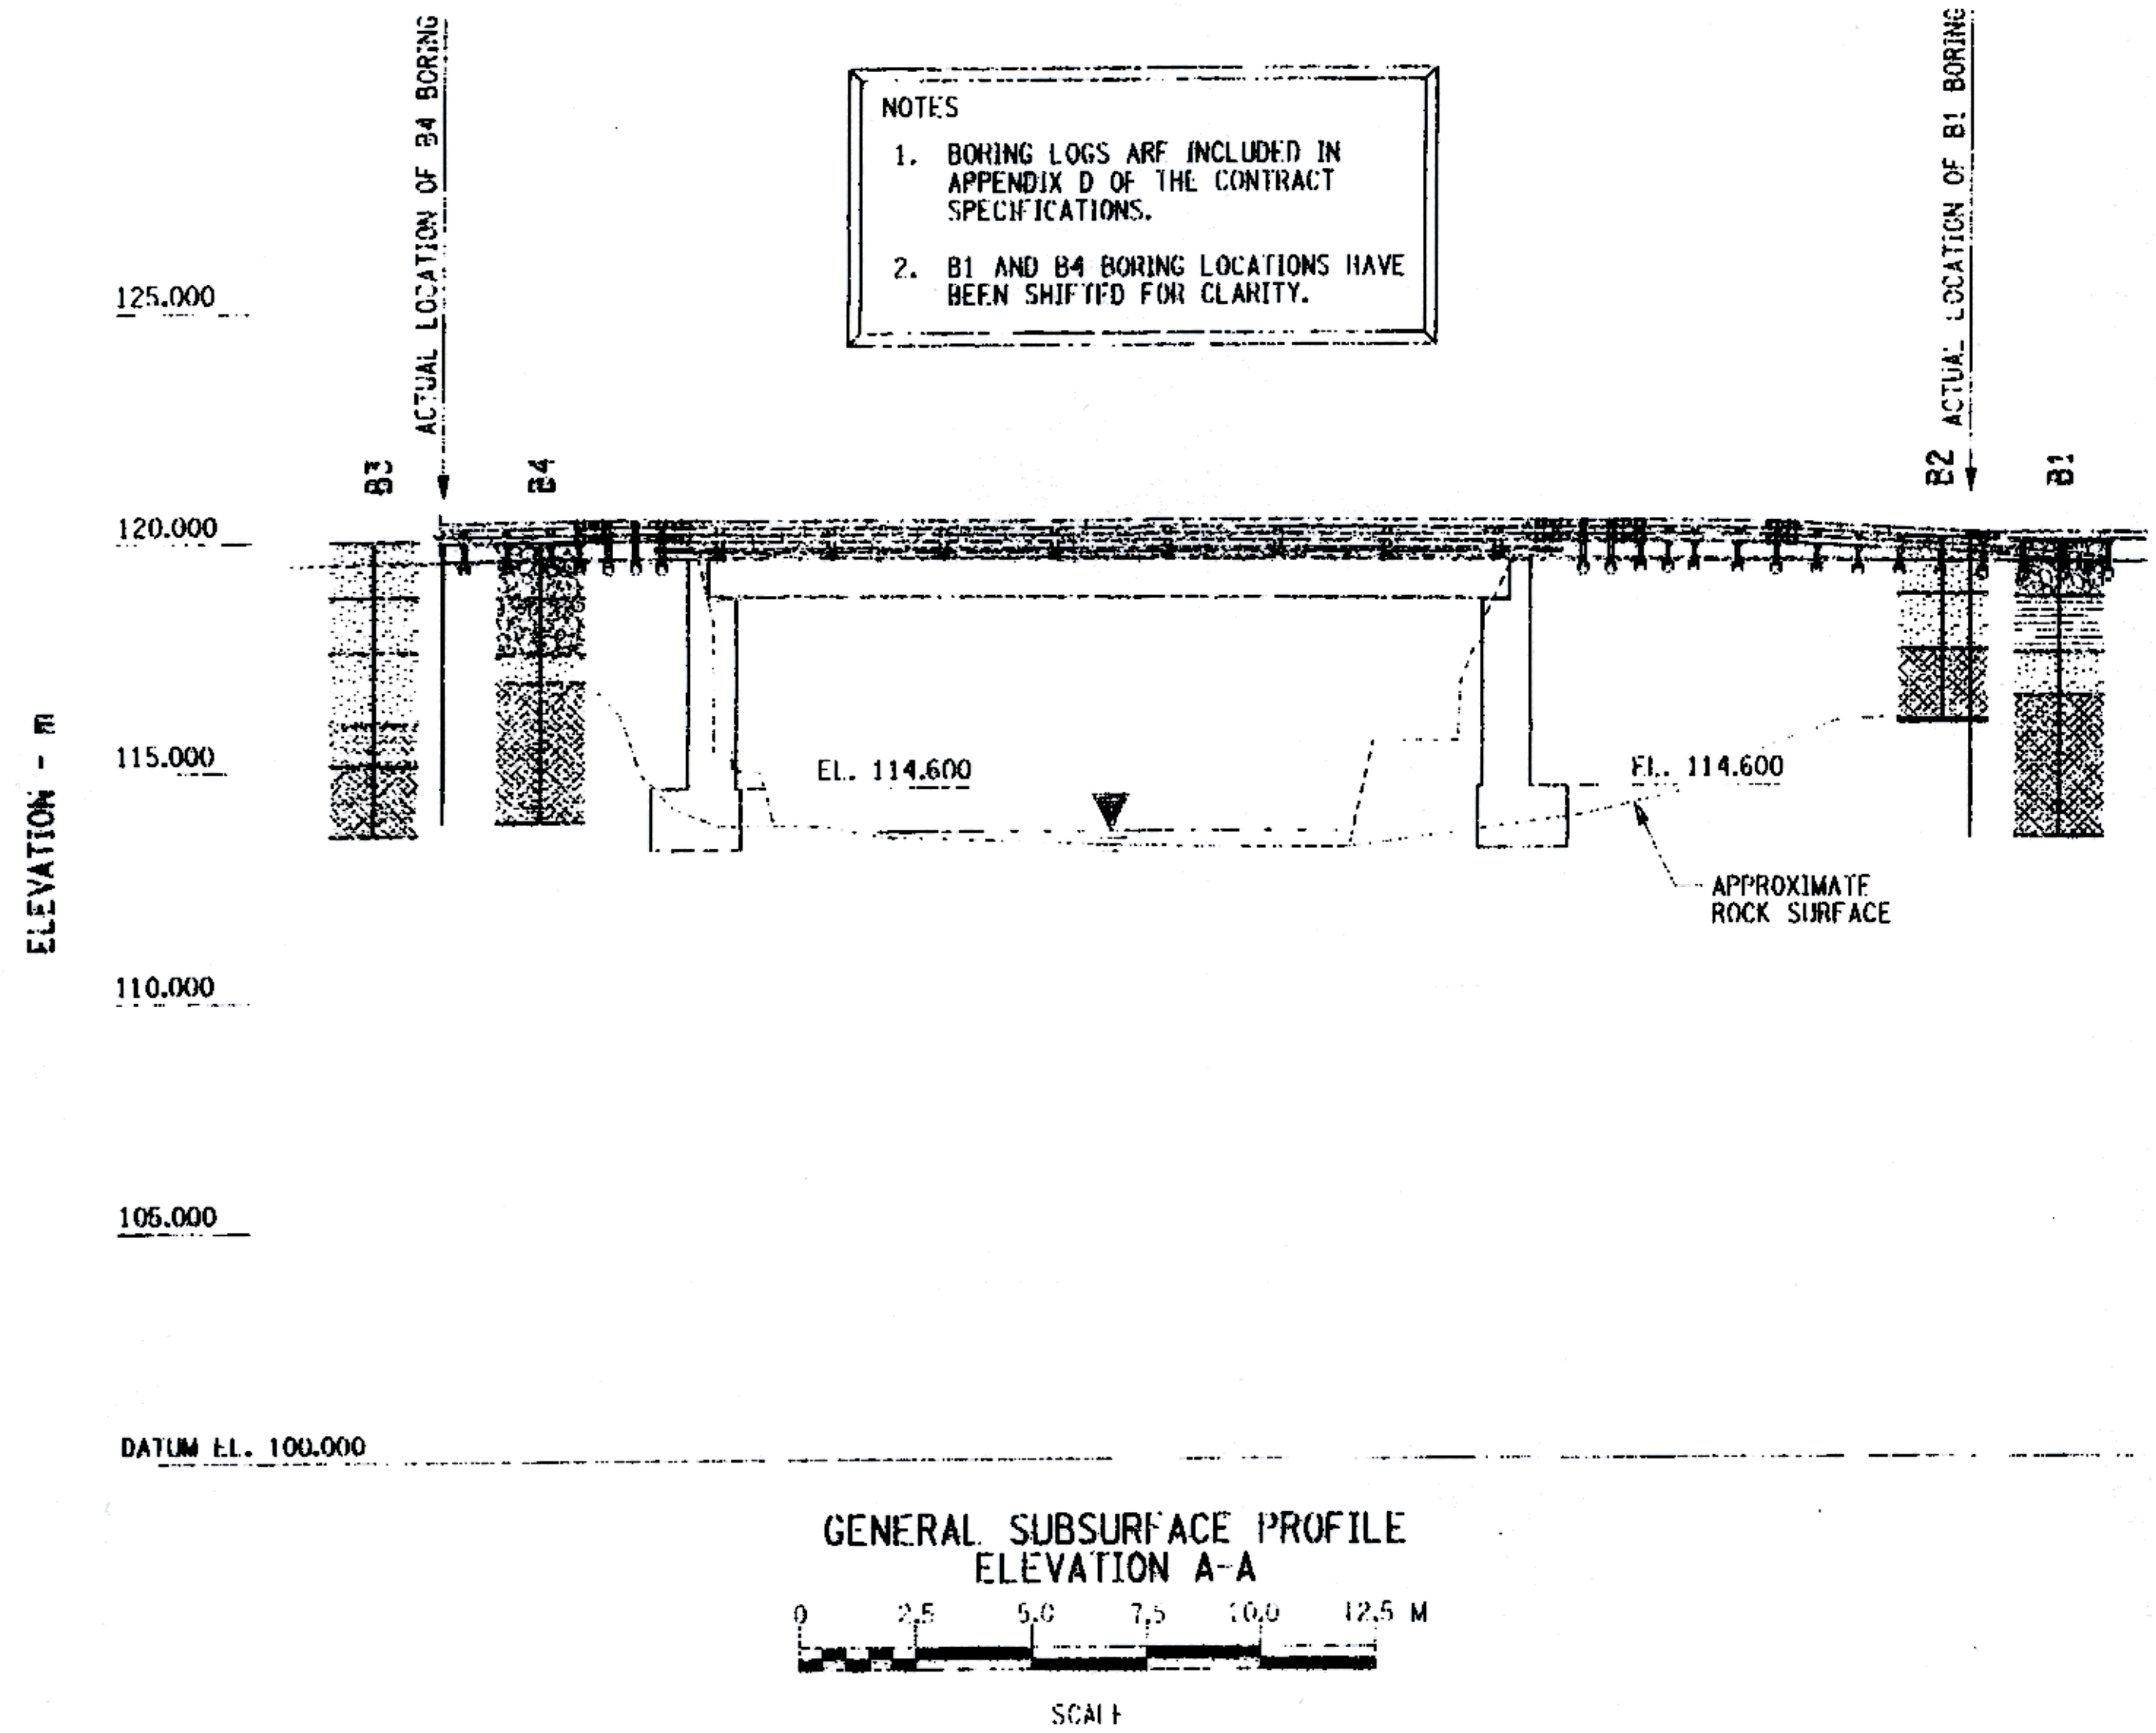 ACTUAL LOCATION OF B4 BORING
ACTUAL LOCATION OF B1 BORING
NOTES
1. BORING LOGS ARE INCLUDED IN
APPENDIX D OF THE CONTRACT
SPECIFICATIONS.
2. B1 AND B4 BORING LOCATIONS HAVE
BEEN SHIFTED FOR CLARITY.
125.000
B3
B4
B2
B1
120.000
ELEVATION - m
115.000
EL. 114.600
EL. 114.600
APPROXIMATE
ROCK SURFACE
110.000
105.000
DATUM EL. 100.000
GENERAL SUBSURFACE PROFILE
ELEVATION A-A
0 2.5 5.0 7.5 10.0 12.5 M
SCALE